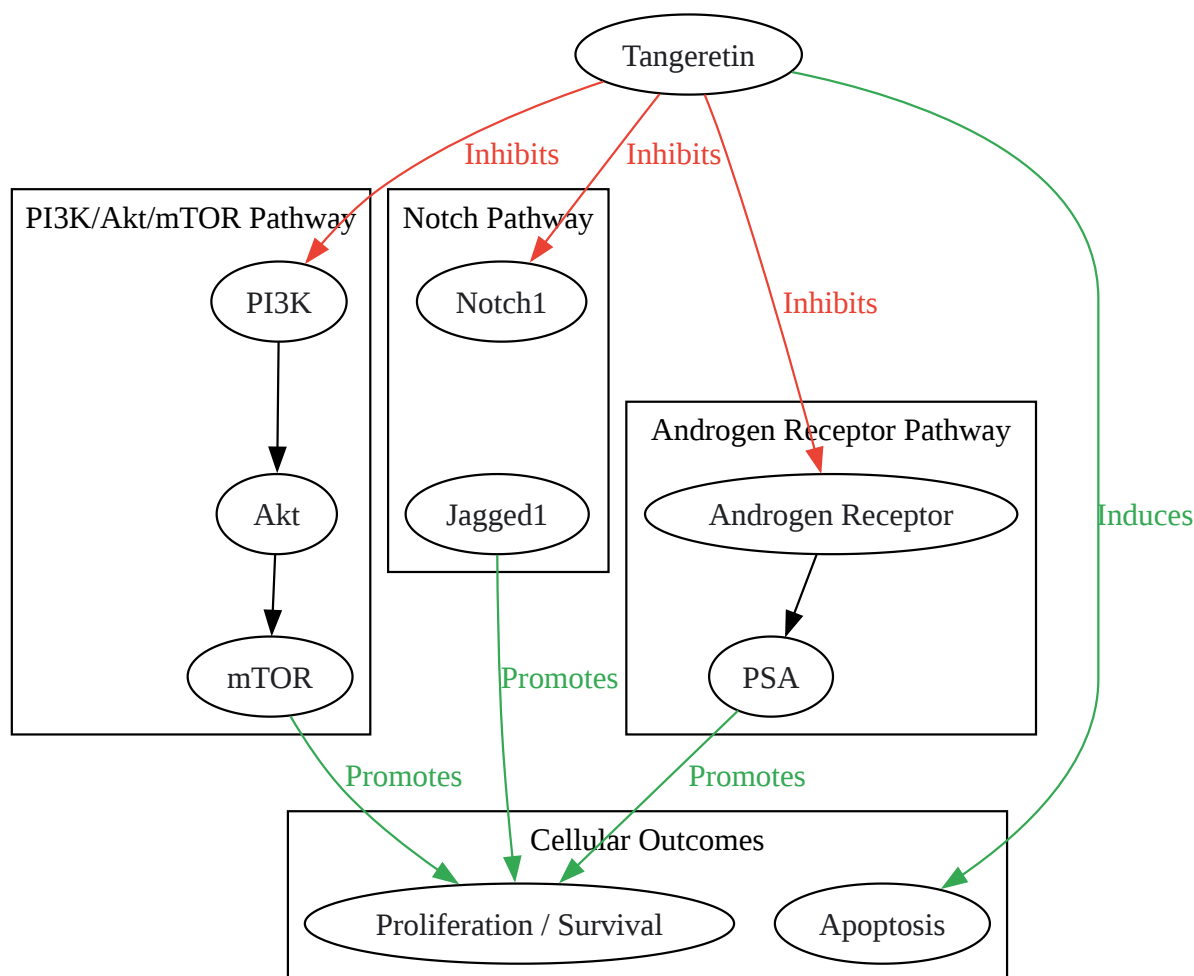 Tangeretin
Inhibits
Inhibits
PI3K/Akt/mTOR Pathway
Notch Pathway
PI3K
Notch1
Inhibits
Androgen Receptor Pathway
Akt
Jagged1
Androgen Receptor
Induces
mTOR
Promotes
PSA
Promotes
Promotes
Cellular Outcomes
Proliferation / Survival
Apoptosis